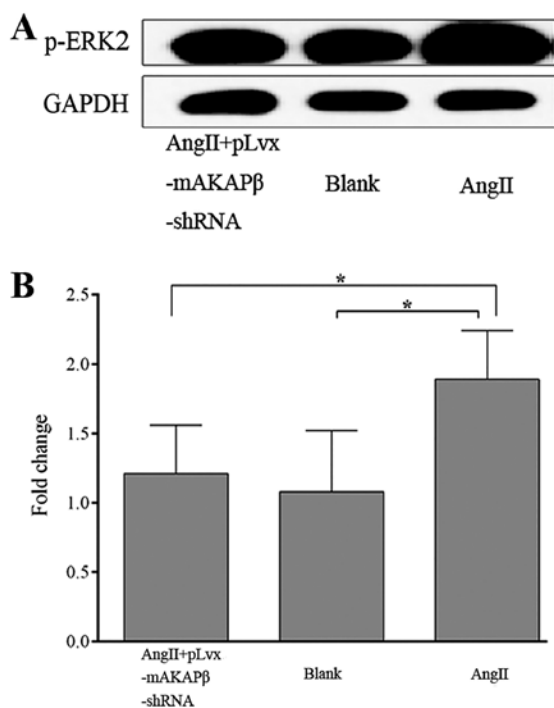 A
p-ERK2
GAPDH
AngII+pLvx
-mAKAPβ
-shRNA
Blank
AngII
B
*
*
2.5
2.0
1.5
1.0
0.5
0.0
Fold change
AngII+pLvx
-mAKAPβ
-shRNA
Blank
AngII